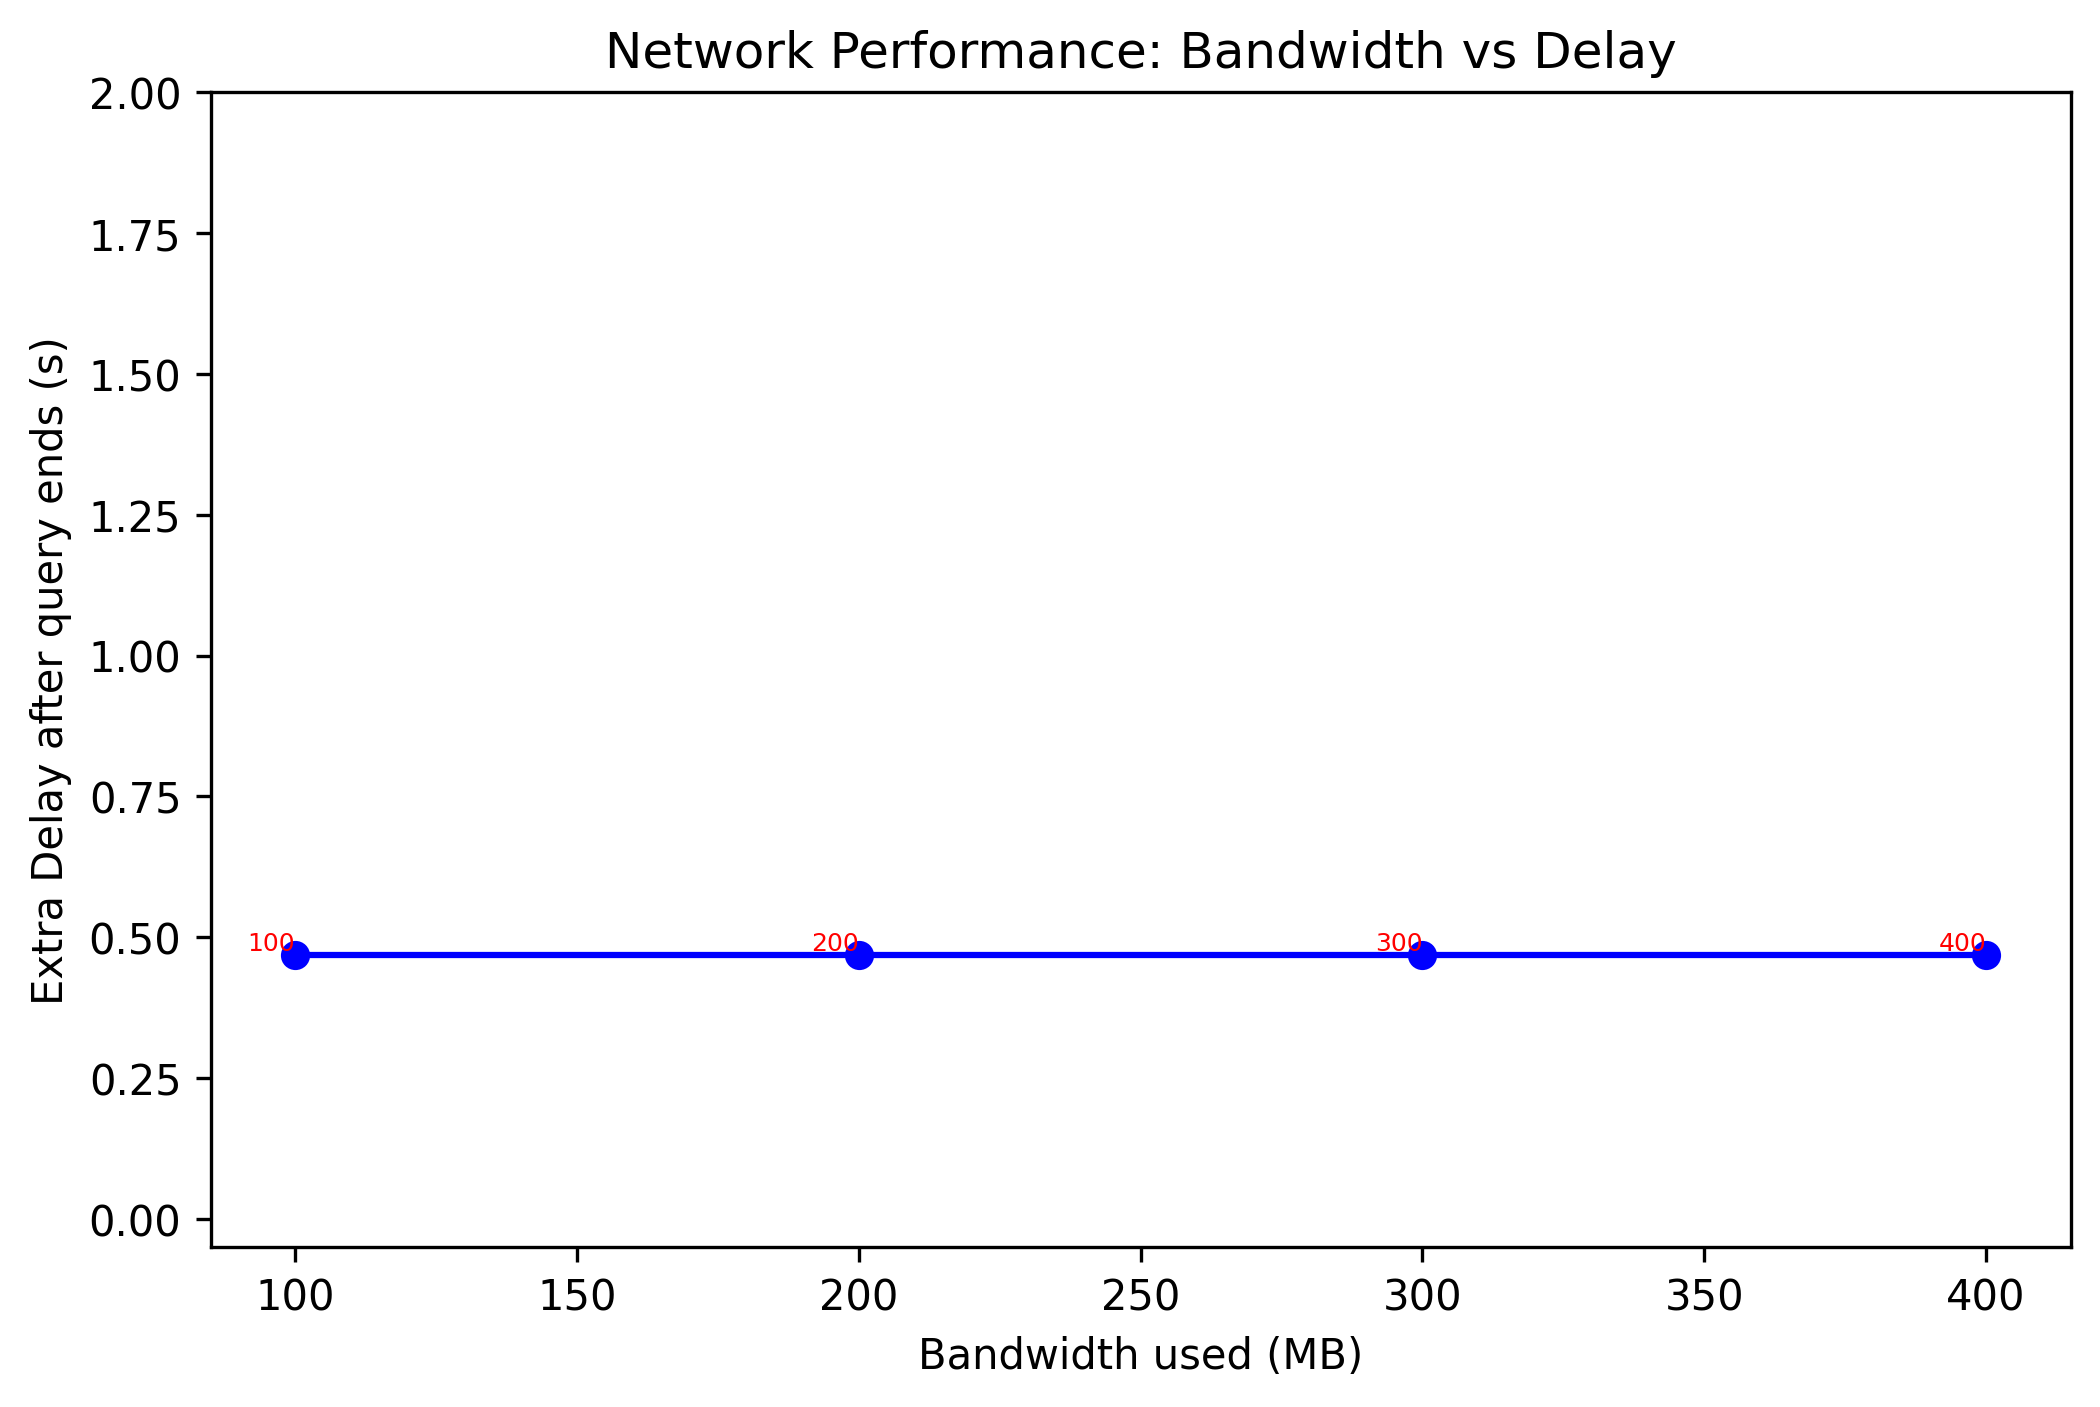 Network Performance: Bandwidth vs Delay
2.00
1.75
1.50
1.25
1.00
0.75
0.50
0.25
0.00
Extra Delay after query ends (s)
100 200 300 400
100 150 200 250 300 350 400
Bandwidth used (MB)